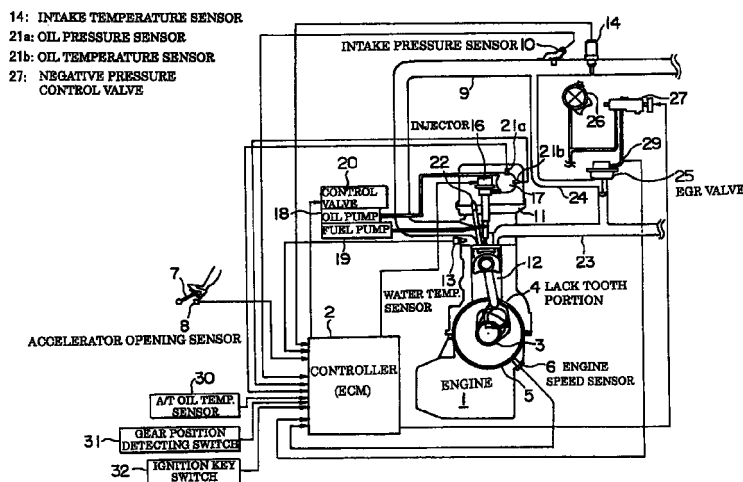 14: INTAKE TEMPERATURE SENSOR
21a: OIL PRESSURE SENSOR
21b: OIL TEMPERATURE SENSOR
27: NEGATIVE PRESSURE
CONTROL VALVE
14
INTAKE PRESSURE SENSOR 10
9
26
27
INJECTOR 16
21a
29
20
22
21b
25
CONTROL
VALVE
17
24
EGR VALVE
18
OIL PUMP
11
FUEL PUMP
19
13
12
23
7
WATER TEMP.
SENSOR
4 LACK TOOTH
PORTION
8
2
ACCELERATOR OPENING SENSOR
3
CONTROLLER
(ECM)
6 ENGINE
SPEED SENSOR
30
ENGINE
5
A/T OIL TEMP.
SENSOR
1
31
GEAR POSITION
DETECTING SWITCH
32
IGNITION KEY
SWITCH